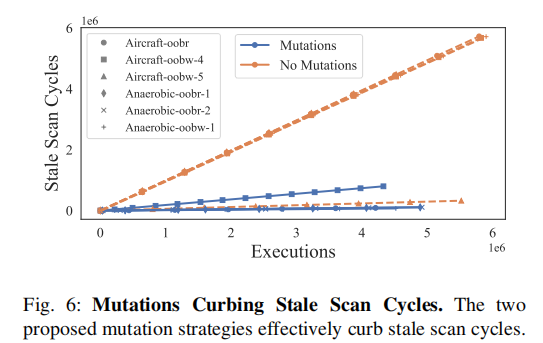 1e6
6
4
2
0
Stale Scan Cycles
Aircraft-oobr
Aircraft-oobw-4
Aircraft-oobw-5
Anaerobic-oobr-1
Anaerobic-oobr-2
Anaerobic-oobw-1
Mutations
No Mutations
0 1 2 3 4 5 6
1e6
Executions
Fig. 6: Mutations Curbing Stale Scan Cycles. The two
proposed mutation strategies effectively curb stale scan cycles.